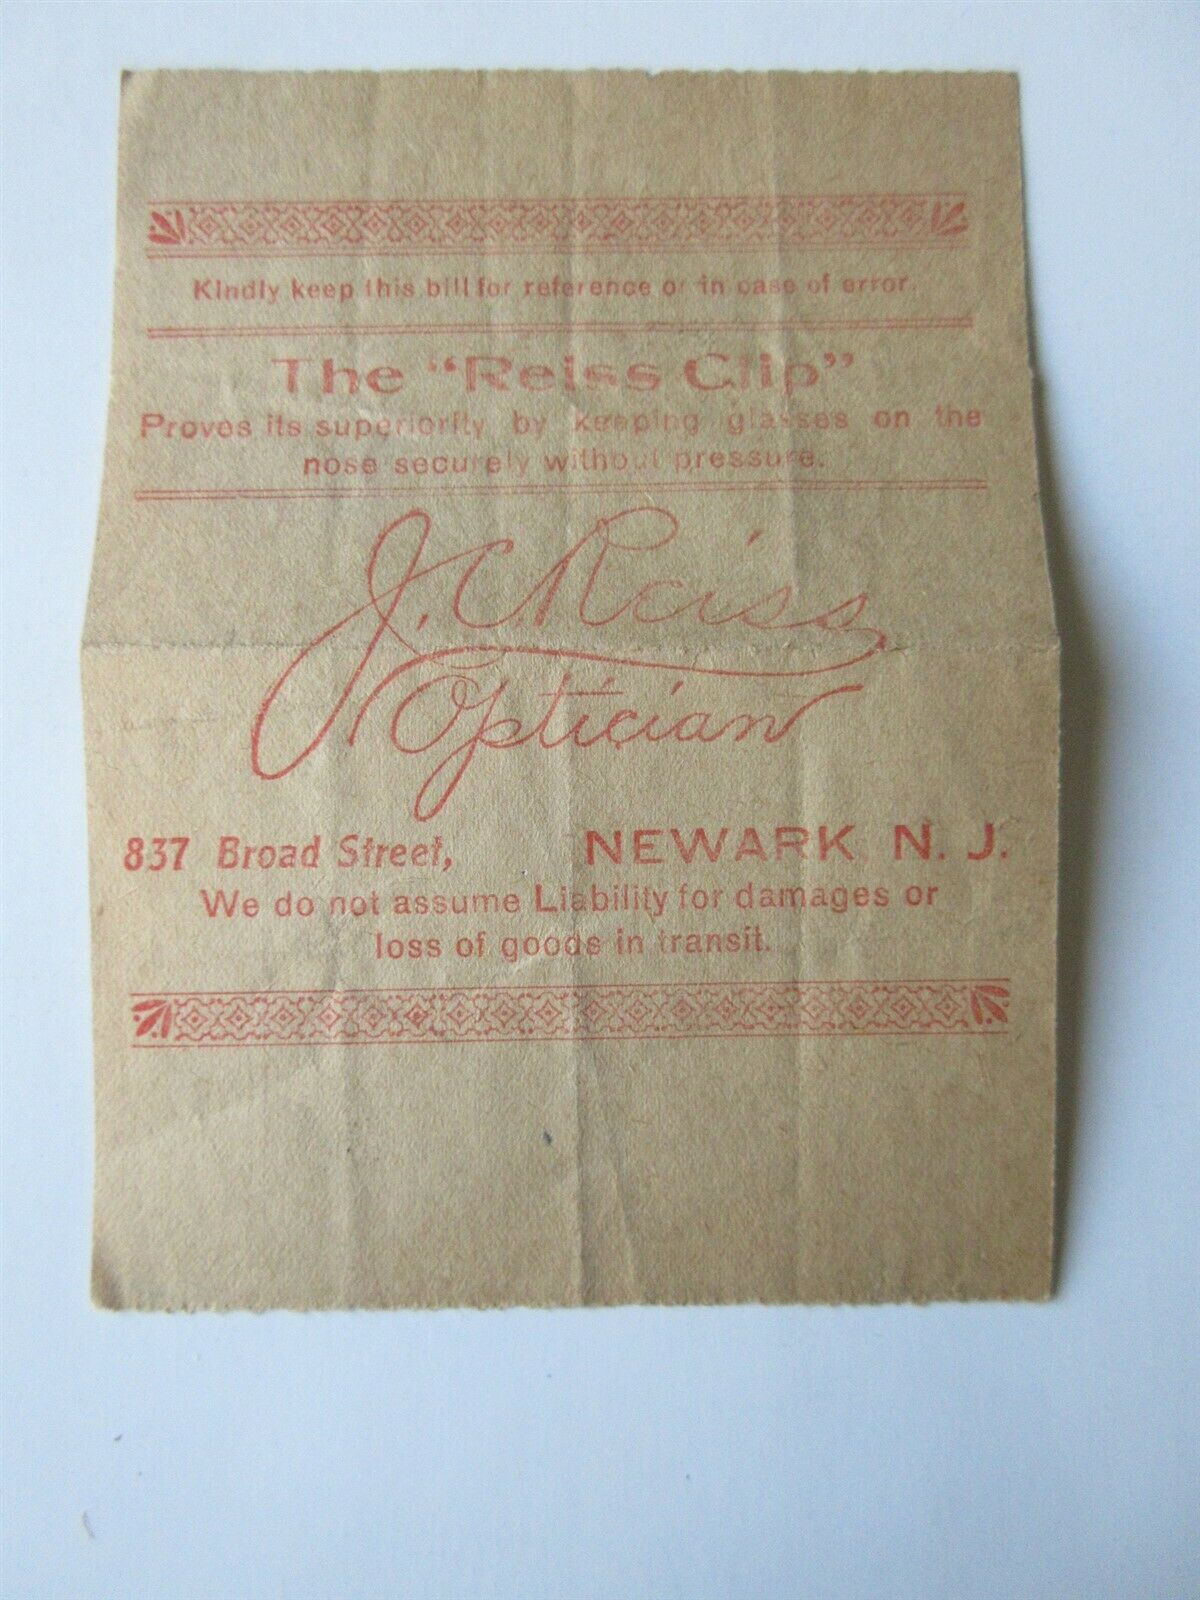 Kindly keep this bill for reference or in case of error.
The "Reiss Clip"
Proves its superiority by keeping glasses on the
nose securely without pressure.
J. C. Reiss
Optician
837 Broad Street, NEWARK, N. J.
We do not assume Liability for damages or
loss of goods in transit.